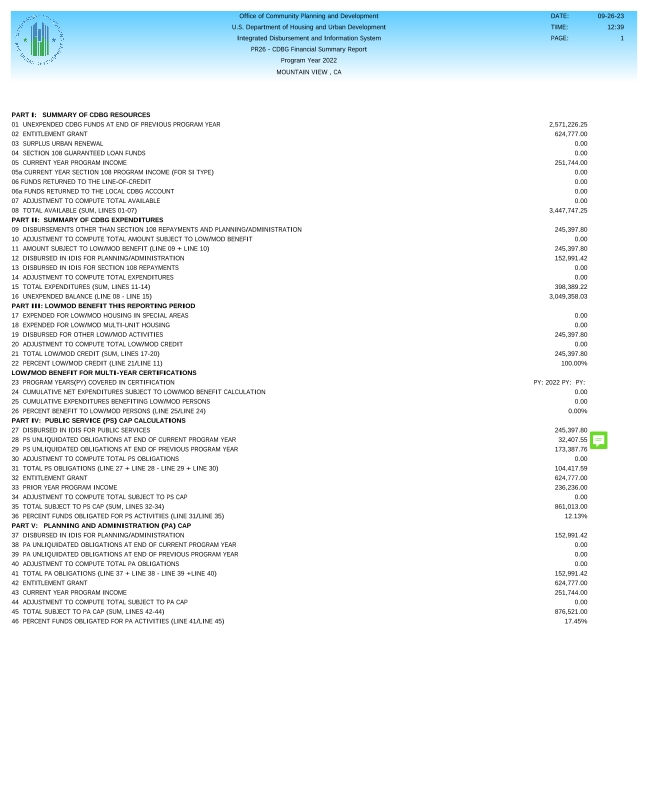 Office of Community Planning and Development DATE: 09-26-23
U.S. Department of Housing and Urban Development TIME: 12:39
Integrated Disbursement and Information System PAGE: 1
PR26 - CDBG Financial Summary Report
Program Year 2022
MOUNTAIN VIEW , CA
PART I: SUMMARY OF CDBG RESOURCES
01 UNEXPENDED CDBG FUNDS AT END OF PREVIOUS PROGRAM YEAR 2,571,226.25
02 ENTITLEMENT GRANT 624,777.00
03 SURPLUS URBAN RENEWAL 0.00
04 SECTION 108 GUARANTEED LOAN FUNDS 0.00
05 CURRENT YEAR PROGRAM INCOME 251,744.00
05a CURRENT YEAR SECTION 108 PROGRAM INCOME (FOR SI TYPE) 0.00
06 FUNDS RETURNED TO THE LINE-OF-CREDIT 0.00
06a FUNDS RETURNED TO THE LOCAL CDBG ACCOUNT 0.00
07 ADJUSTMENT TO COMPUTE TOTAL AVAILABLE 0.00
08 TOTAL AVAILABLE (SUM, LINES 01-07) 3,447,747.25
PART II: SUMMARY OF CDBG EXPENDITURES
09 DISBURSEMENTS OTHER THAN SECTION 108 REPAYMENTS AND PLANNING/ADMINISTRATION 245,397.80
10 ADJUSTMENT TO COMPUTE TOTAL AMOUNT SUBJECT TO LOW/MOD BENEFIT 0.00
11 AMOUNT SUBJECT TO LOW/MOD BENEFIT (LINE 09 + LINE 10) 245,397.80
12 DISBURSED IN IDIS FOR PLANNING/ADMINISTRATION 152,991.42
13 DISBURSED IN IDIS FOR SECTION 108 REPAYMENTS 0.00
14 ADJUSTMENT TO COMPUTE TOTAL EXPENDITURES 0.00
15 TOTAL EXPENDITURES (SUM, LINES 11-14) 398,389.22
16 UNEXPENDED BALANCE (LINE 08 - LINE 15) 3,049,358.03
PART III: LOWMOD BENEFIT THIS REPORTING PERIOD
17 EXPENDED FOR LOW/MOD HOUSING IN SPECIAL AREAS 0.00
18 EXPENDED FOR LOW/MOD MULTI-UNIT HOUSING 0.00
19 DISBURSED FOR OTHER LOW/MOD ACTIVITIES 245,397.80
20 ADJUSTMENT TO COMPUTE TOTAL LOW/MOD CREDIT 0.00
21 TOTAL LOW/MOD CREDIT (SUM, LINES 17-20) 245,397.80
22 PERCENT LOW/MOD CREDIT (LINE 21/LINE 11) 100.00%
LOW/MOD BENEFIT FOR MULTI-YEAR CERTIFICATIONS
23 PROGRAM YEARS(PY) COVERED IN CERTIFICATION PY: 2022 PY: PY:
24 CUMULATIVE NET EXPENDITURES SUBJECT TO LOW/MOD BENEFIT CALCULATION 0.00
25 CUMULATIVE EXPENDITURES BENEFITING LOW/MOD PERSONS 0.00
26 PERCENT BENEFIT TO LOW/MOD PERSONS (LINE 25/LINE 24) 0.00%
PART IV: PUBLIC SERVICE (PS) CAP CALCULATIONS
27 DISBURSED IN IDIS FOR PUBLIC SERVICES 245,397.80
28 PS UNLIQUIDATED OBLIGATIONS AT END OF CURRENT PROGRAM YEAR 32,407.55
29 PS UNLIQUIDATED OBLIGATIONS AT END OF PREVIOUS PROGRAM YEAR 173,387.76
30 ADJUSTMENT TO COMPUTE TOTAL PS OBLIGATIONS 0.00
31 TOTAL PS OBLIGATIONS (LINE 27 + LINE 28 - LINE 29 + LINE 30) 104,417.59
32 ENTITLEMENT GRANT 624,777.00
33 PRIOR YEAR PROGRAM INCOME 236,236.00
34 ADJUSTMENT TO COMPUTE TOTAL SUBJECT TO PS CAP 0.00
35 TOTAL SUBJECT TO PS CAP (SUM, LINES 32-34) 861,013.00
36 PERCENT FUNDS OBLIGATED FOR PS ACTIVITIES (LINE 31/LINE 35) 12.13%
PART V: PLANNING AND ADMINISTRATION (PA) CAP
37 DISBURSED IN IDIS FOR PLANNING/ADMINISTRATION 152,991.42
38 PA UNLIQUIDATED OBLIGATIONS AT END OF CURRENT PROGRAM YEAR 0.00
39 PA UNLIQUIDATED OBLIGATIONS AT END OF PREVIOUS PROGRAM YEAR 0.00
40 ADJUSTMENT TO COMPUTE TOTAL PA OBLIGATIONS 0.00
41 TOTAL PA OBLIGATIONS (LINE 37 + LINE 38 - LINE 39 +LINE 40) 152,991.42
42 ENTITLEMENT GRANT 624,777.00
43 CURRENT YEAR PROGRAM INCOME 251,744.00
44 ADJUSTMENT TO COMPUTE TOTAL SUBJECT TO PA CAP 0.00
45 TOTAL SUBJECT TO PA CAP (SUM, LINES 42-44) 876,521.00
46 PERCENT FUNDS OBLIGATED FOR PA ACTIVITIES (LINE 41/LINE 45) 17.45%